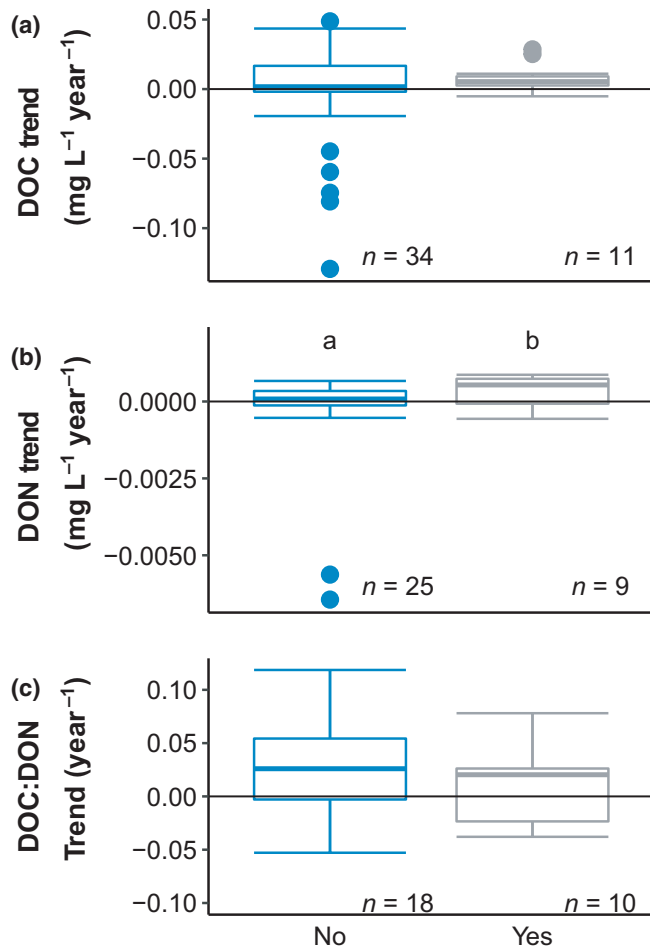 (a)
DOC trend
(mg L⁻¹ year⁻¹)
0.05
0.00
−0.05
−0.10
n = 34
n = 11
(b)
DON trend
(mg L⁻¹ year⁻¹)
a
b
0.0000
−0.0025
−0.0050
n = 25
n = 9
(c)
DOC:DON
Trend (year⁻¹)
0.10
0.05
0.00
−0.05
−0.10
n = 18
n = 10
No
Yes